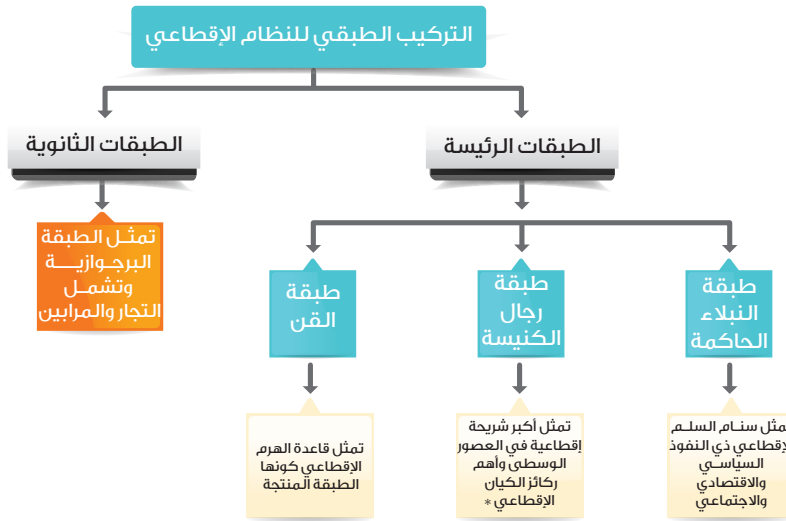 التركيب الطبقي للنظام الإقطاعي
الطبقات الرئيسة
الطبقات الثانوية
طبقة
النبلاء
الحاكمة
طبقة
رجال
الكنيسة
طبقة
القن
تمثل الطبقة
البرجوازية
وتشمل
التجار والمرابين
تمثل سنام السلم
الإقطاعي ذي النفوذ
السياسي
والاقتصادي
والاجتماعي
تمثل أكبر شريحة
إقطاعية في العصور
الوسطى وأهم
ركائز الكيان
الإقطاعي *
تمثل قاعدة الهرم
الإقطاعي كونها
الطبقة المنتجة